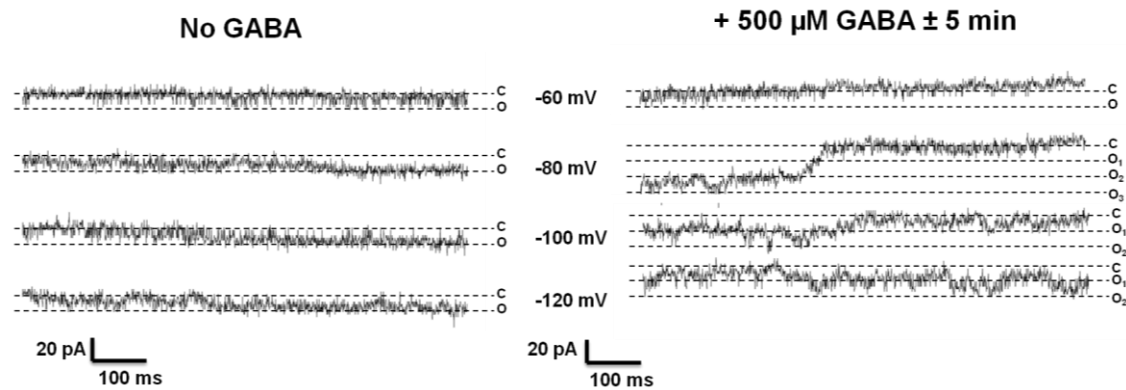 No GABA
+ 500 µM GABA ± 5 min
C
O
-60 mV
C
O
C
O
-80 mV
C
O₁
O₂
O₃
C
O
-100 mV
C
O₁
O₂
C
O
-120 mV
C
O₁
O₂
20 pA
100 ms
20 pA
100 ms